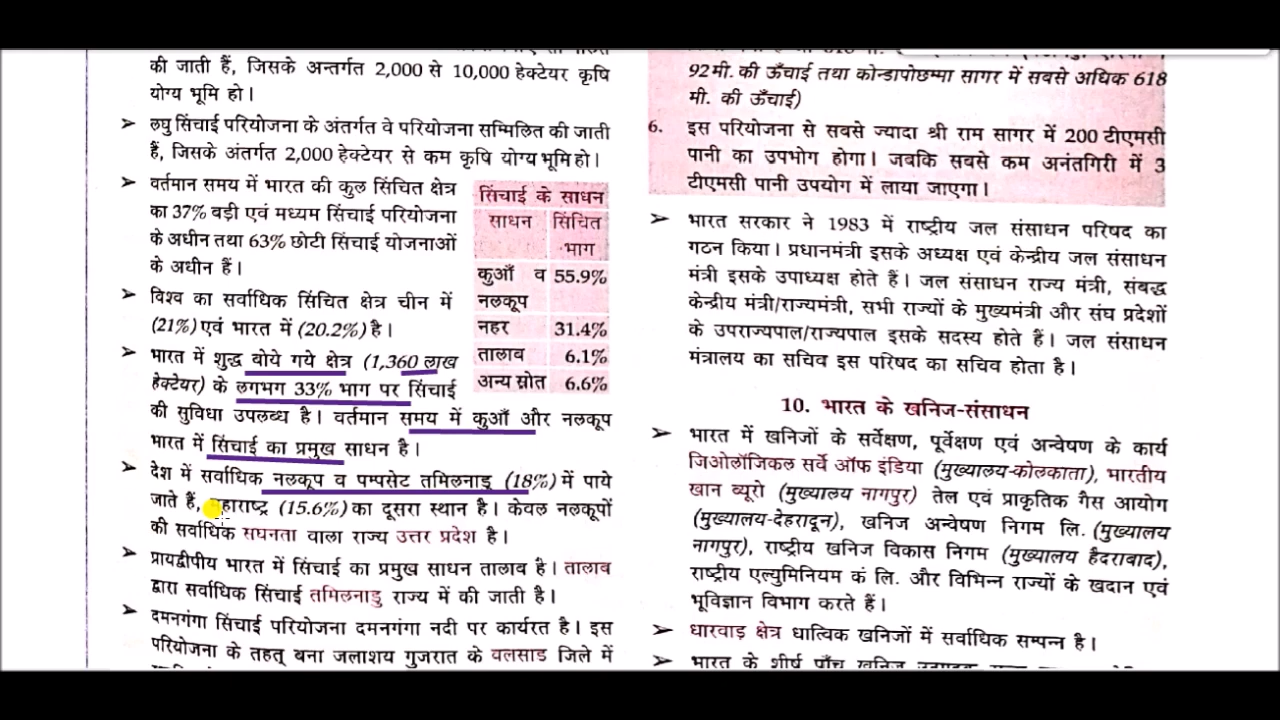 की जाती हैं, जिसके अन्तर्गत 2,000 से 10,000 हेक्टेयर कृषि
योग्य भूमि हो।
➢ लघु सिंचाई परियोजना के अंतर्गत वे परियोजना सम्मिलित की जाती
हैं, जिसके अंतर्गत 2,000 हेक्टेयर से कम कृषि योग्य भूमि हो।
➢ वर्तमान समय में भारत की कुल सिंचित क्षेत्र
का 37% बड़ी एवं मध्यम सिंचाई परियोजना
के अधीन तथा 63% छोटी सिंचाई योजनाओं
के अधीन हैं।
➢ विश्व का सर्वाधिक सिंचित क्षेत्र चीन में
(21%) एवं भारत में (20.2%) है।
➢ भारत में शुद्ध बोये गये क्षेत्र (1,360 लाख
हेक्टेयर) के लगभग 33% भाग पर सिंचाई
की सुविधा उपलब्ध है। वर्तमान समय में कुआँ और नलकूप
भारत में सिंचाई का प्रमुख साधन है।
➢ देश में सर्वाधिक नलकूप व पम्पसेट तमिलनाडु (18%) में पाये
जाते हैं, महाराष्ट्र (15.6%) का दूसरा स्थान है। केवल नलकूपों
की सर्वाधिक सघनता वाला राज्य उत्तर प्रदेश है।
➢ प्रायद्वीपीय भारत में सिंचाई का प्रमुख साधन तालाब है। तालाब
द्वारा सर्वाधिक सिंचाई तमिलनाडु राज्य में की जाती है।
➢ दमनगंगा सिंचाई परियोजना दमनगंगा नदी पर कार्यरत है। इस
परियोजना के तहत् बना जलाशय गुजरात के वलसाड जिले में
सिंचाई के साधन
साधन सिंचित
भाग
कुआँ व 55.9%
नलकूप
नहर 31.4%
तालाब 6.1%
अन्य स्रोत 6.6%
92 मी. की ऊँचाई तथा कोन्डापोछम्मा सागर में सबसे अधिक 618
मी. की ऊँचाई)
6. इस परियोजना से सबसे ज्यादा श्री राम सागर में 200 टीएमसी
पानी का उपभोग होगा। जबकि सबसे कम अनंतगिरी में 3
टीएमसी पानी उपयोग में लाया जाएगा।
➢ भारत सरकार ने 1983 में राष्ट्रीय जल संसाधन परिषद का
गठन किया। प्रधानमंत्री इसके अध्यक्ष एवं केन्द्रीय जल संसाधन
मंत्री इसके उपाध्यक्ष होते हैं। जल संसाधन राज्य मंत्री, संबद्ध
केन्द्रीय मंत्री/राज्यमंत्री, सभी राज्यों के मुख्यमंत्री और संघ प्रदेशों
के उपराज्यपाल/राज्यपाल इसके सदस्य होते हैं। जल संसाधन
मंत्रालय का सचिव इस परिषद का सचिव होता है।
10. भारत के खनिज-संसाधन
➢ भारत में खनिजों के सर्वेक्षण, पूर्वेक्षण एवं अन्वेषण के कार्य
जिओलॉजिकल सर्वे ऑफ इंडिया (मुख्यालय-कोलकाता), भारतीय
खान ब्यूरो (मुख्यालय नागपुर) तेल एवं प्राकृतिक गैस आयोग
(मुख्यालय-देहरादून), खनिज अन्वेषण निगम लि. (मुख्यालय
नागपुर), राष्ट्रीय खनिज विकास निगम (मुख्यालय हैदराबाद),
राष्ट्रीय एल्युमिनियम कं लि. और विभिन्न राज्यों के खदान एवं
भूविज्ञान विभाग करते हैं।
➢ धारवाड़ क्षेत्र धात्विक खनिजों में सर्वाधिक सम्पन्न है।
➢ भारत के शीर्ष पाँच खनिज